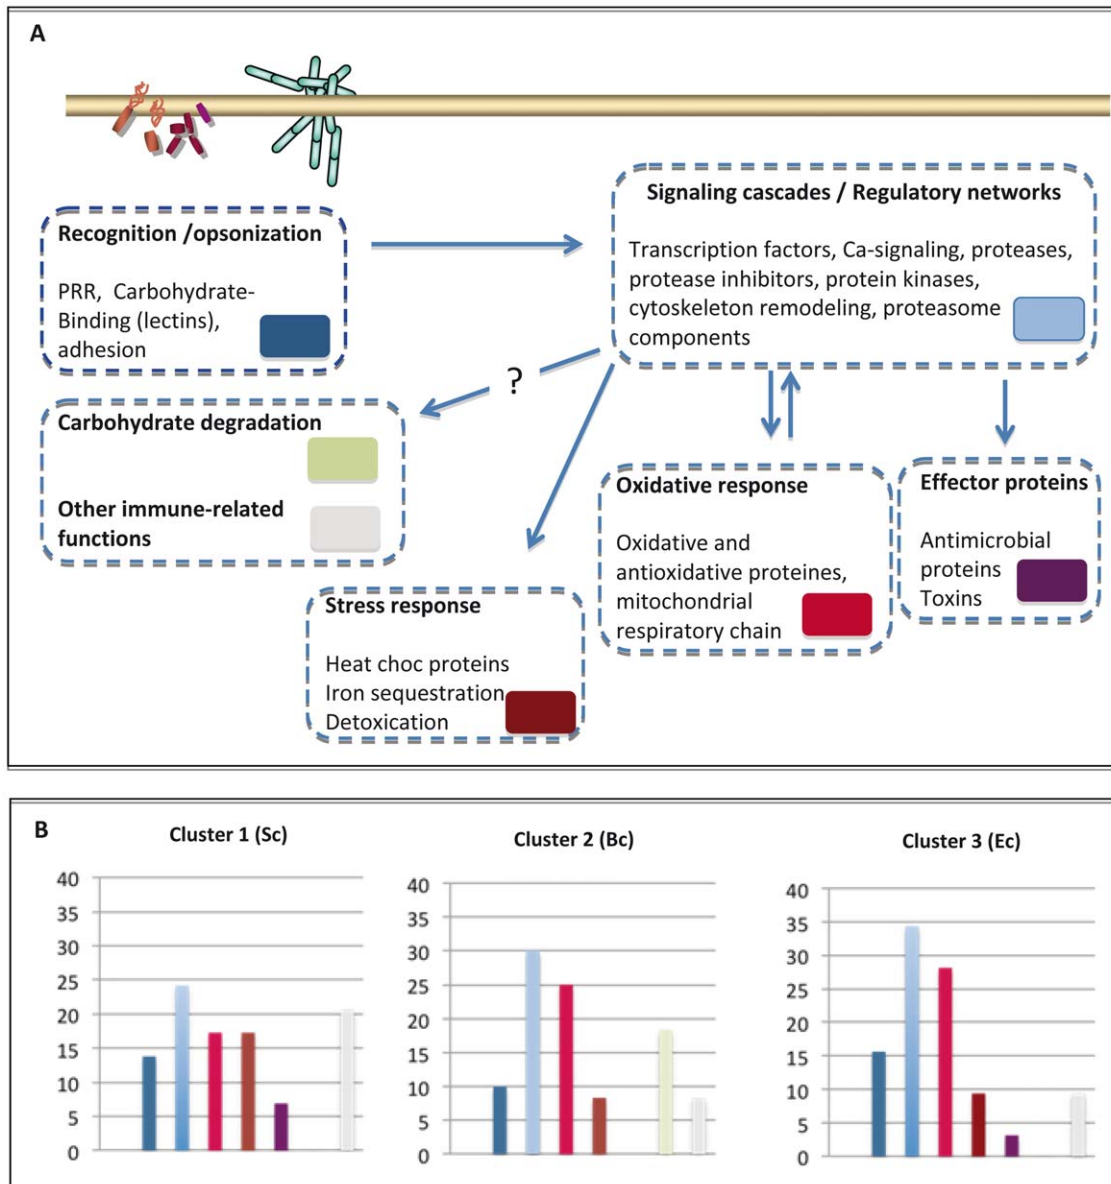 A
Recognition /opsonization
PRR, Carbohydrate-
Binding (lectins),
adhesion
Signaling cascades / Regulatory networks
Transcription factors, Ca-signaling, proteases,
protease inhibitors, protein kinases,
cytoskeleton remodeling, proteasome
components
?
Carbohydrate degradation
Other immune-related
functions
Stress response
Heat choc proteins
Iron sequestration
Detoxication
Oxidative response
Oxidative and
antioxidative proteines,
mitochondrial
respiratory chain
Effector proteins
Antimicrobial
proteins
Toxins
B
Cluster 1 (Sc)
40
35
30
25
20
15
10
5
0
Cluster 2 (Bc)
40
35
30
25
20
15
10
5
0
Cluster 3 (Ec)
40
35
30
25
20
15
10
5
0